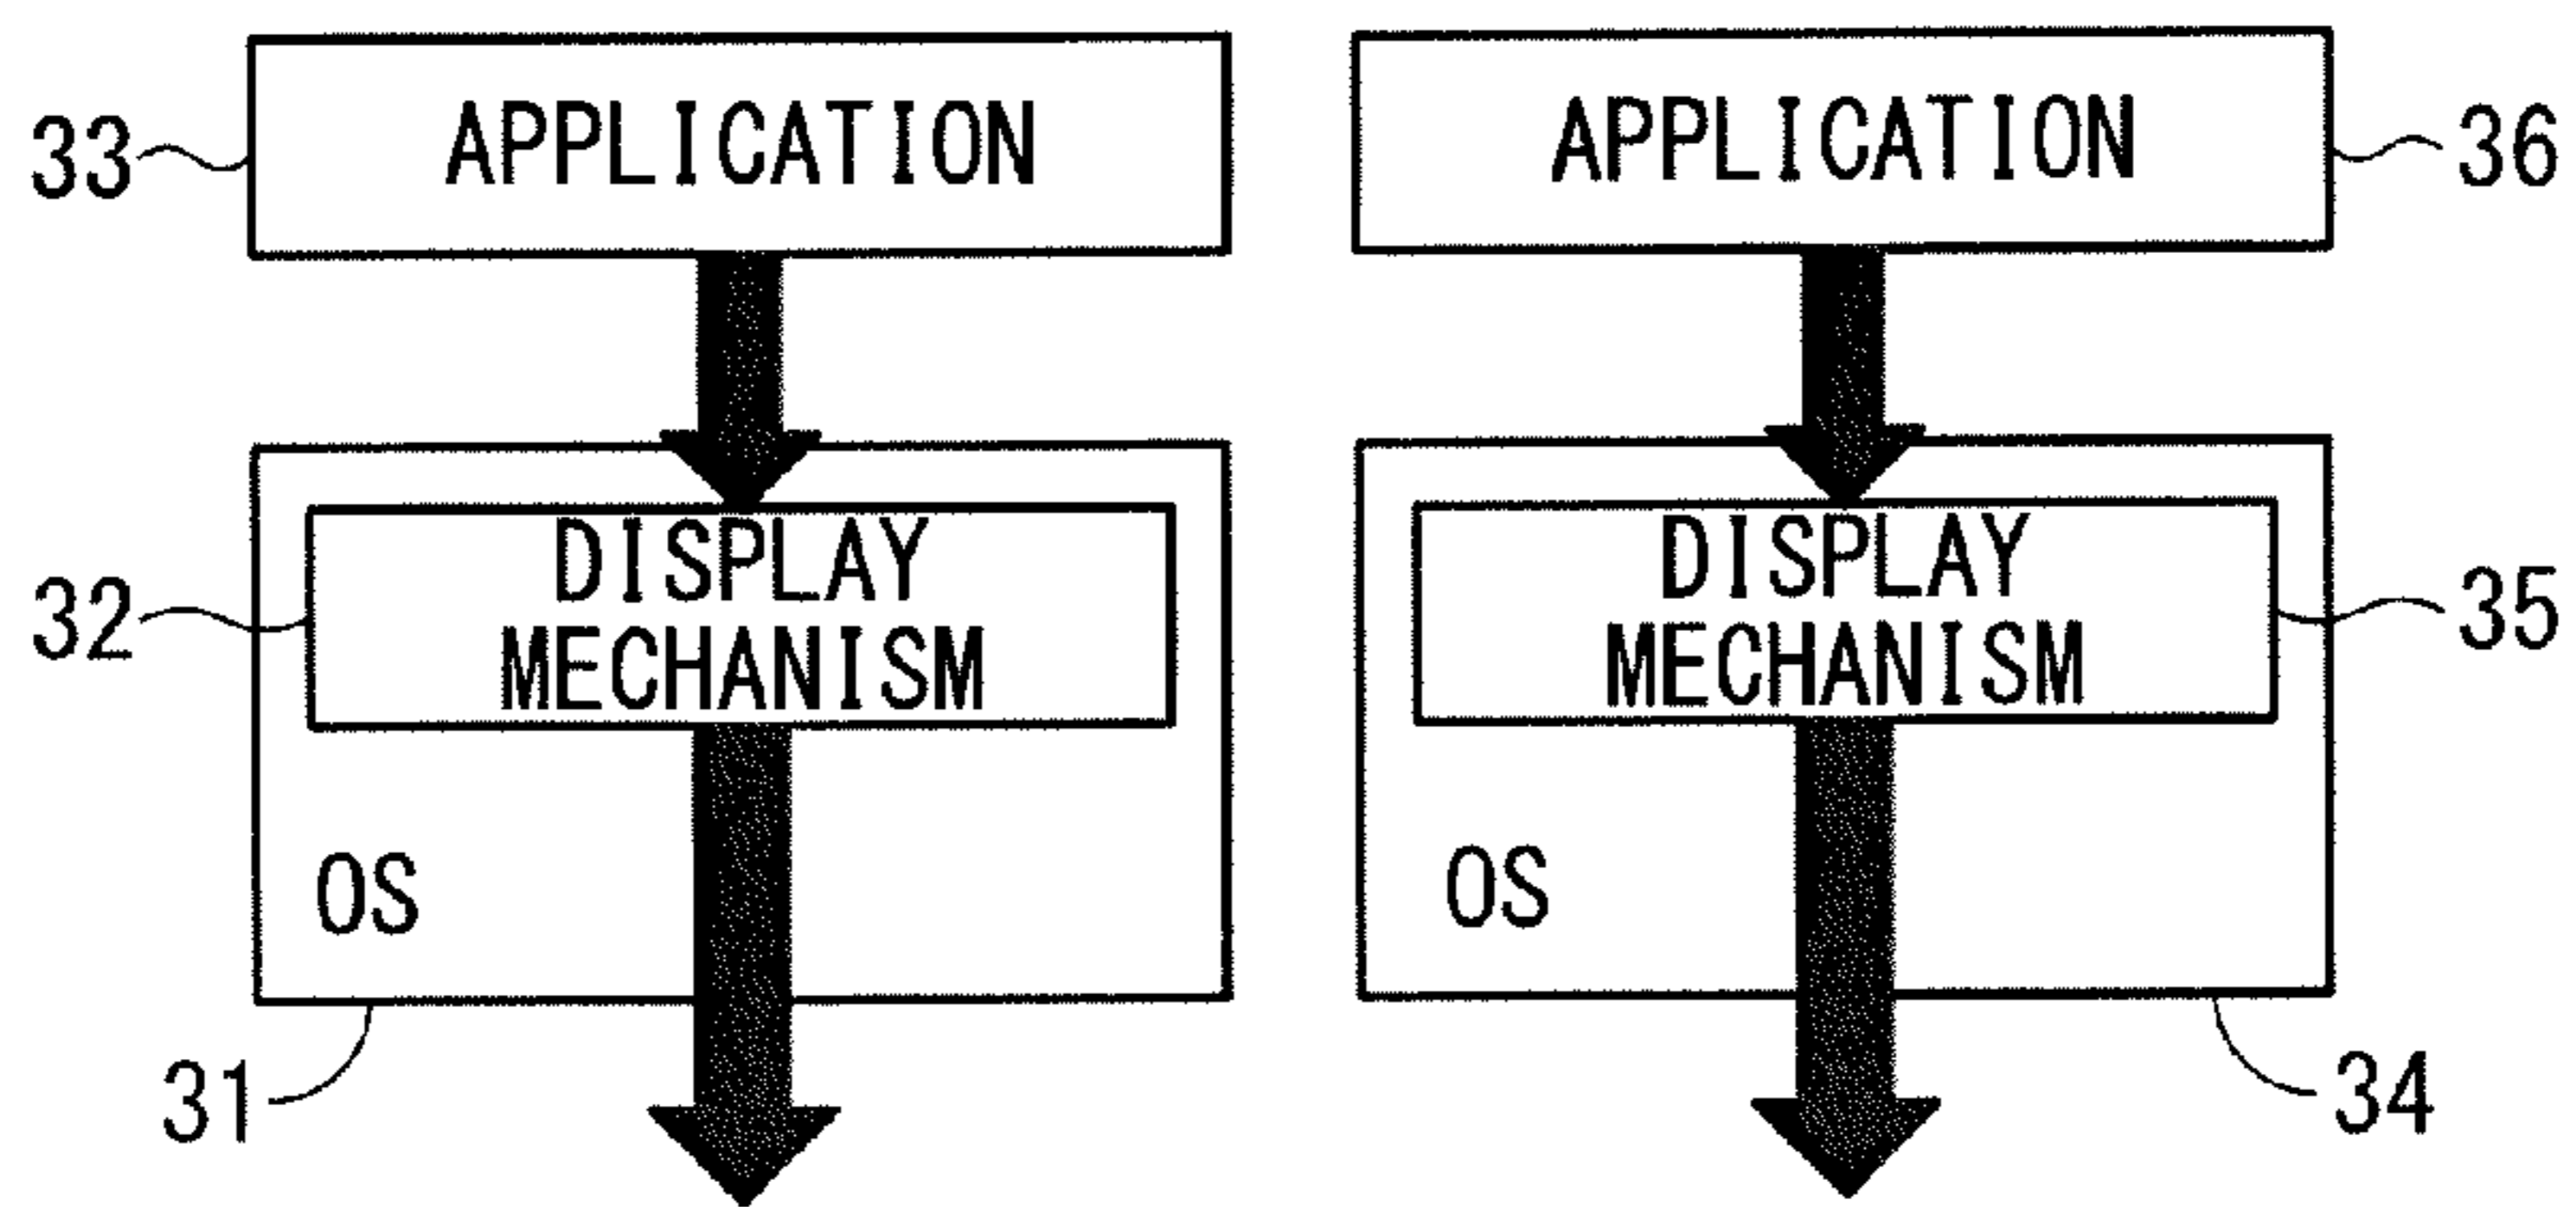 33 APPLICATION
APPLICATION 36
32 DISPLAY
MECHANISM
DISPLAY
MECHANISM 35
OS
OS
31
34